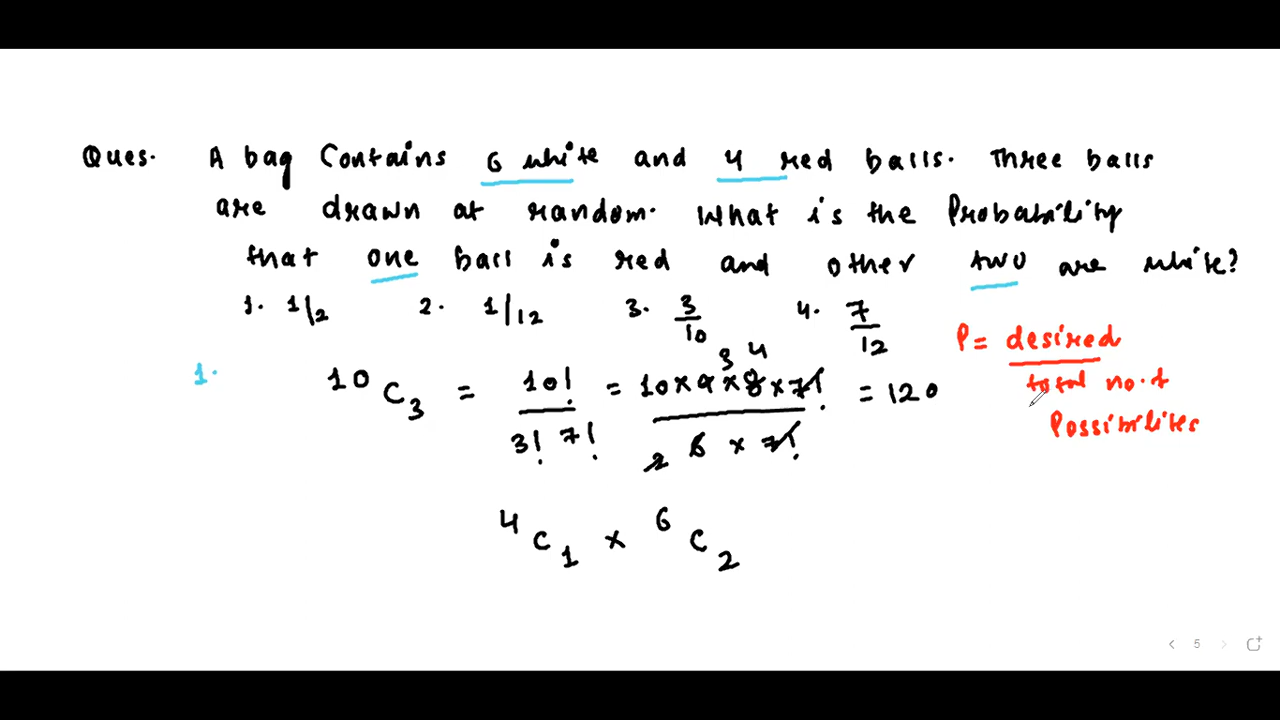 Ques. A bag Contains 6 white and 4 red balls. Three balls
are drawn at random. What is the Probability
that one ball is red and other two are white?
1. 1/2 2. 1/12 3. 3/10 4. 7/12
P = desired / total no. of Possibilites
1. 10C3 = 10!/3! 7! = 10 x 9 x 8 x 7!/6 x 7! = 120
3 4
2
4C1 x 6C2
5